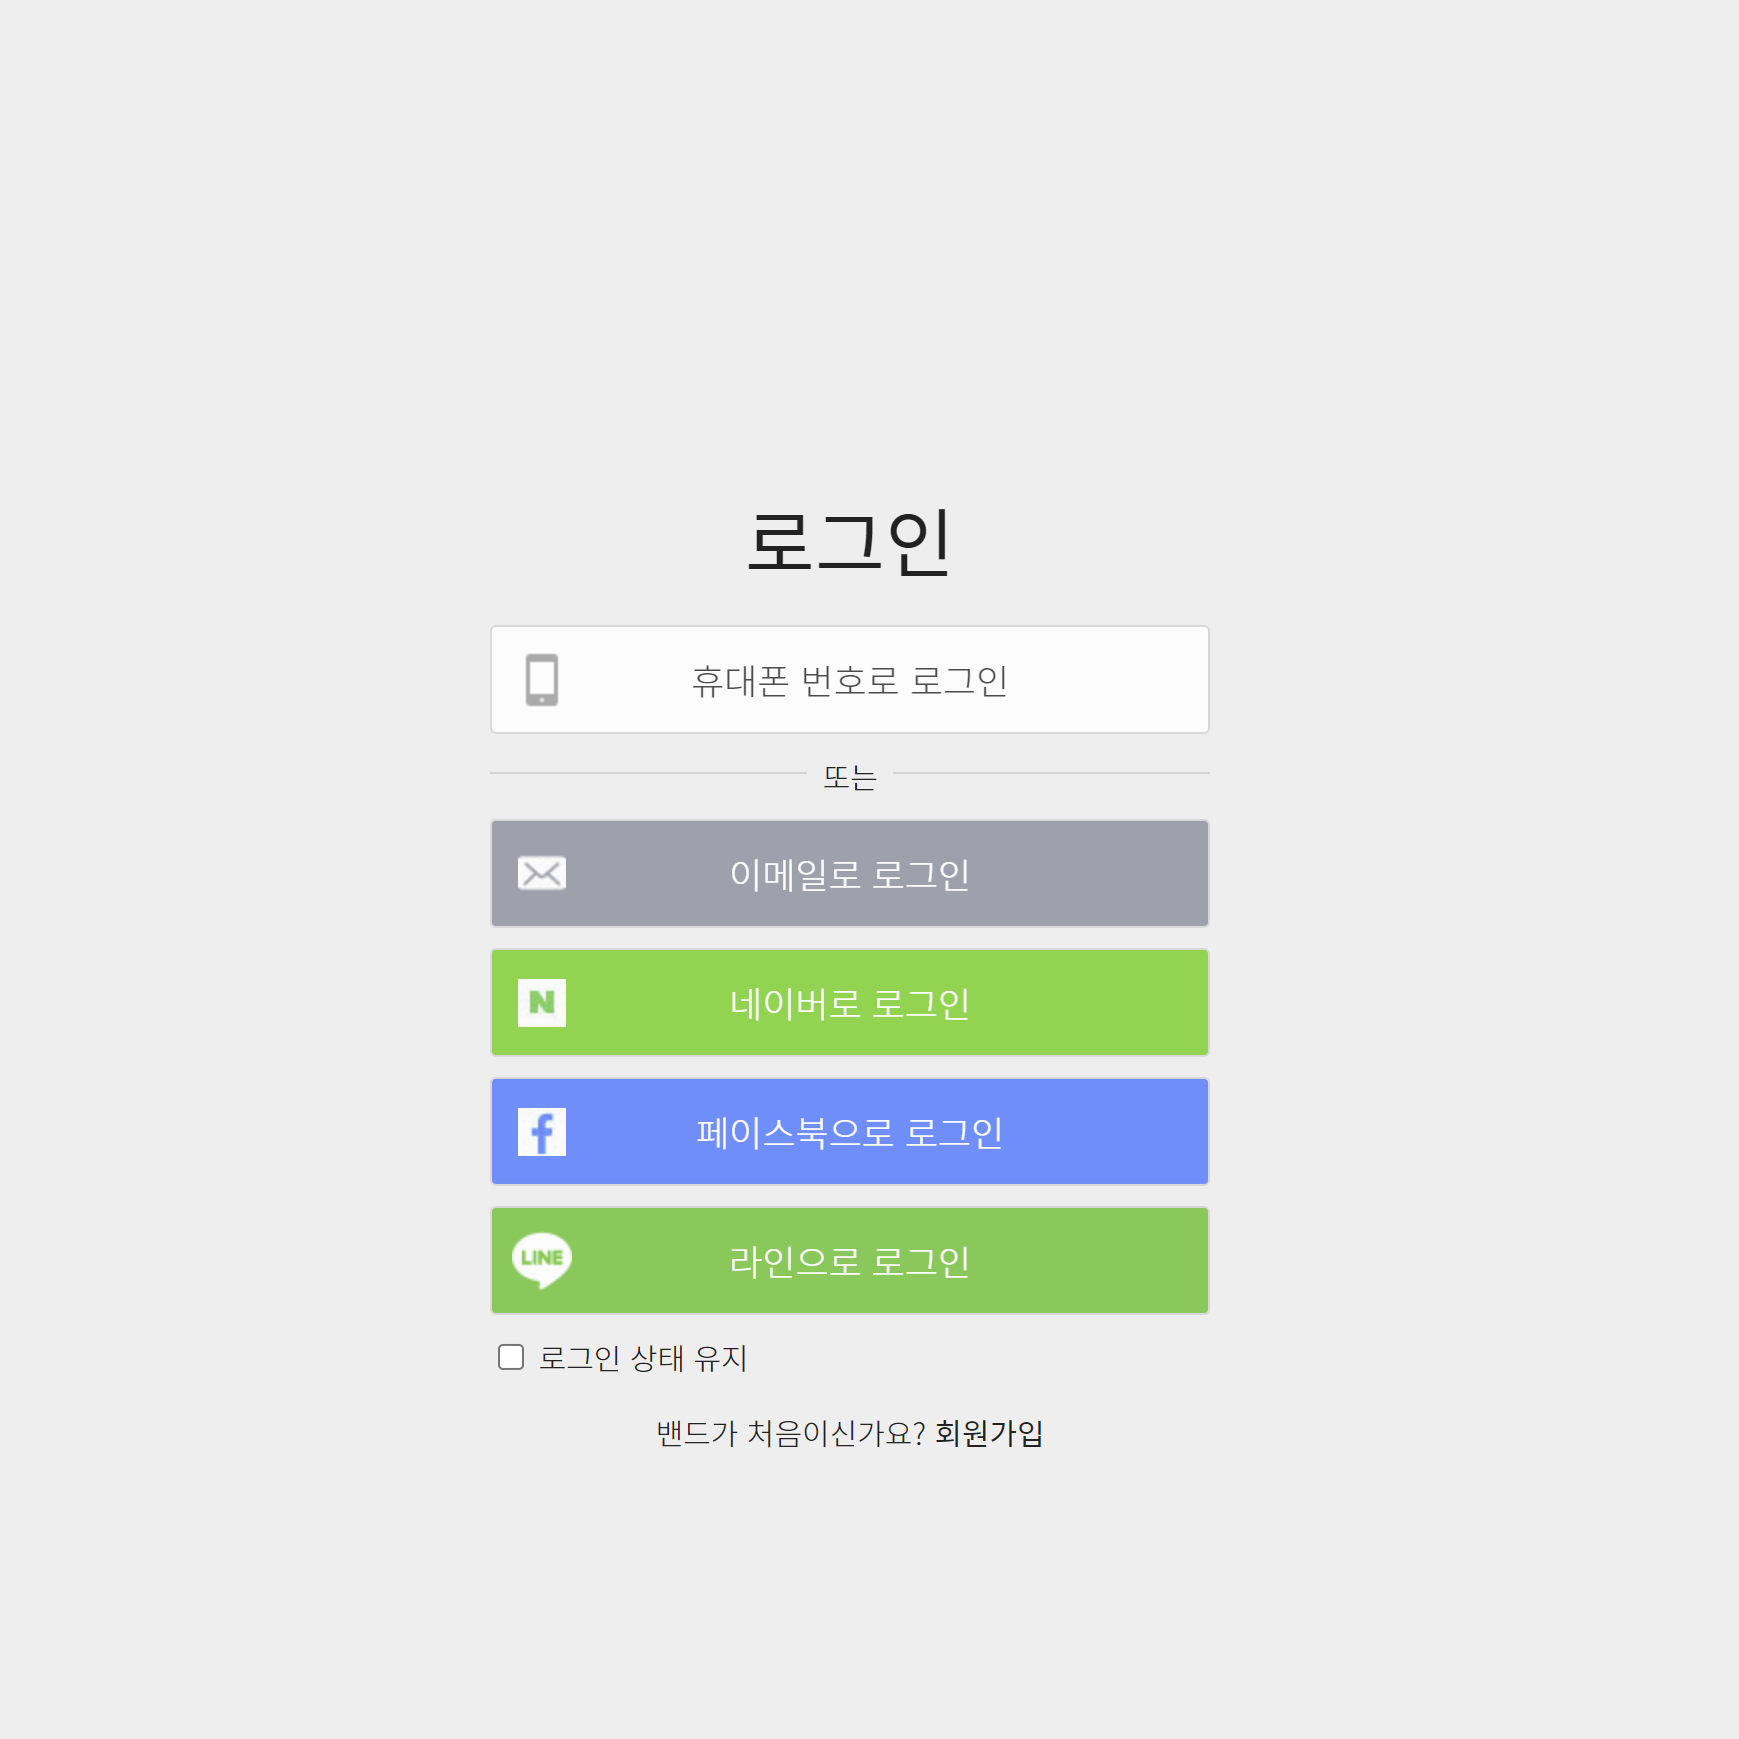 로그인
휴대폰 번호로 로그인
또는
이메일로 로그인
N 네이버로 로그인
f 페이스북으로 로그인
LINE 라인으로 로그인
로그인 상태 유지
밴드가 처음이신가요? 회원가입